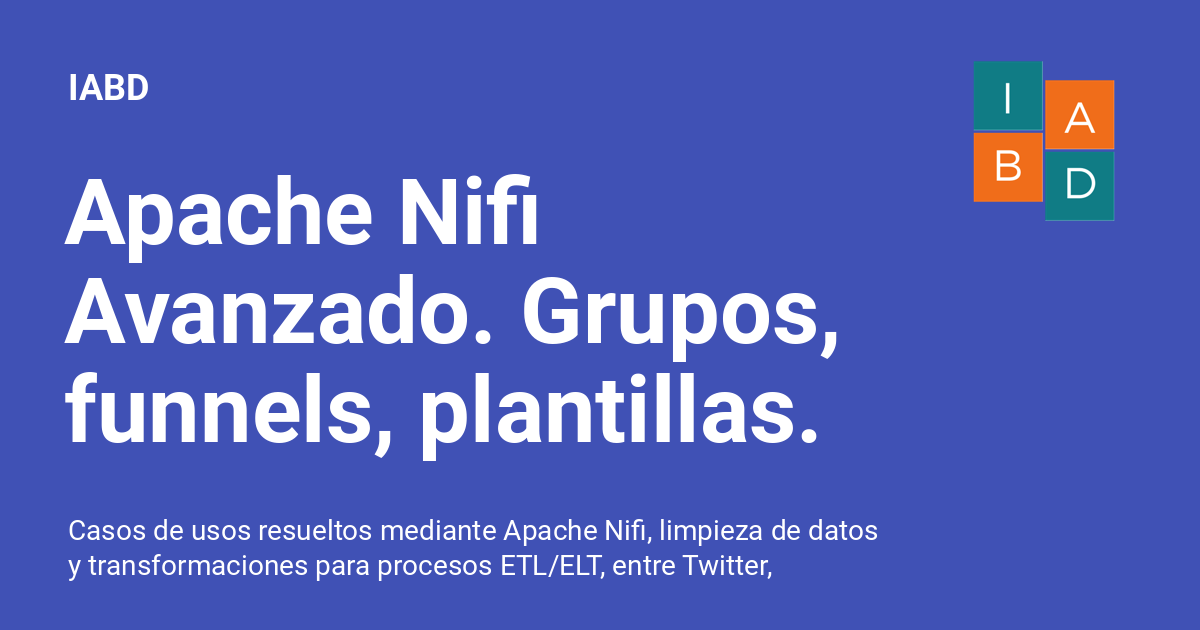 IABD
I
A
B
D
Apache Nifi
Avanzado. Grupos,
funnels, plantillas.
Casos de usos resueltos mediante Apache Nifi, limpieza de datos
y transformaciones para procesos ETL/ELT, entre Twitter,